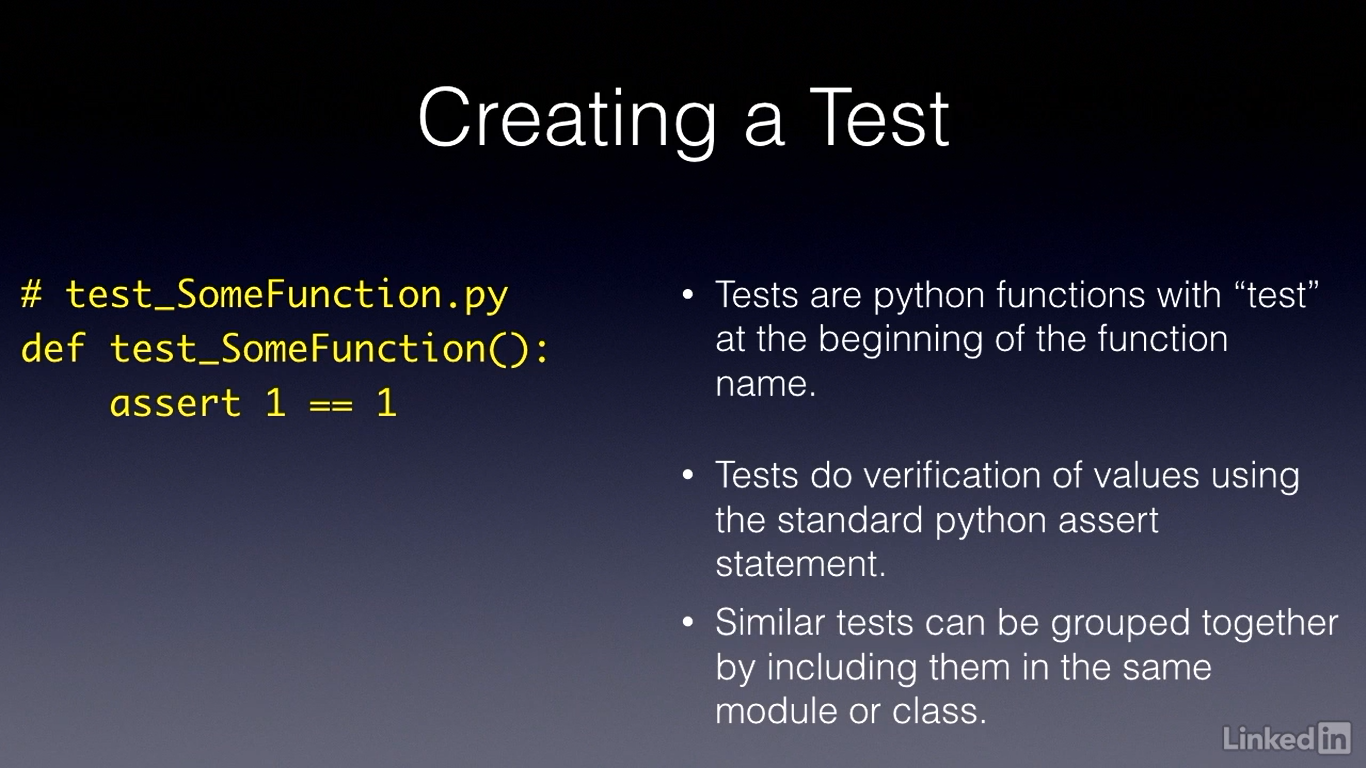 Creating a Test
# test_SomeFunction.py
def test_SomeFunction():
    assert 1 == 1
• Tests are python functions with “test”
at the beginning of the function
name.
• Tests do verification of values using
the standard python assert
statement.
• Similar tests can be grouped together
by including them in the same
module or class.
Linked in